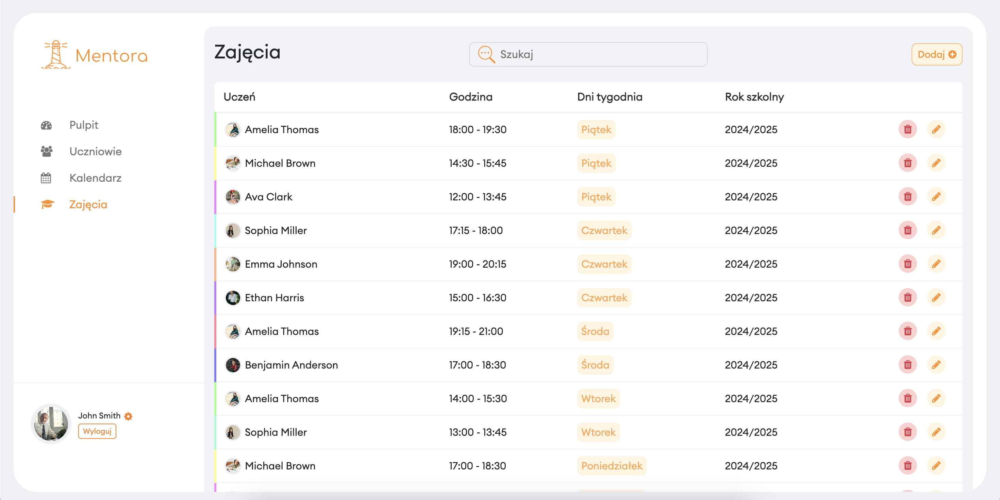 Mentora
Pulpit
Uczniowie
Kalendarz
Zajęcia
John Smith
Wyloguj
Zajęcia
Szukaj
Dodaj
Uczeń Godzina Dni tygodnia Rok szkolny
Amelia Thomas 18:00 - 19:30 Piątek 2024/2025
Michael Brown 14:30 - 15:45 Piątek 2024/2025
Ava Clark 12:00 - 13:45 Piątek 2024/2025
Sophia Miller 17:15 - 18:00 Czwartek 2024/2025
Emma Johnson 19:00 - 20:15 Czwartek 2024/2025
Ethan Harris 15:00 - 16:30 Czwartek 2024/2025
Amelia Thomas 19:15 - 21:00 Środa 2024/2025
Benjamin Anderson 17:00 - 18:30 Środa 2024/2025
Amelia Thomas 14:00 - 15:30 Wtorek 2024/2025
Sophia Miller 13:00 - 13:45 Wtorek 2024/2025
Michael Brown 17:00 - 18:30 Poniedziałek 2024/2025